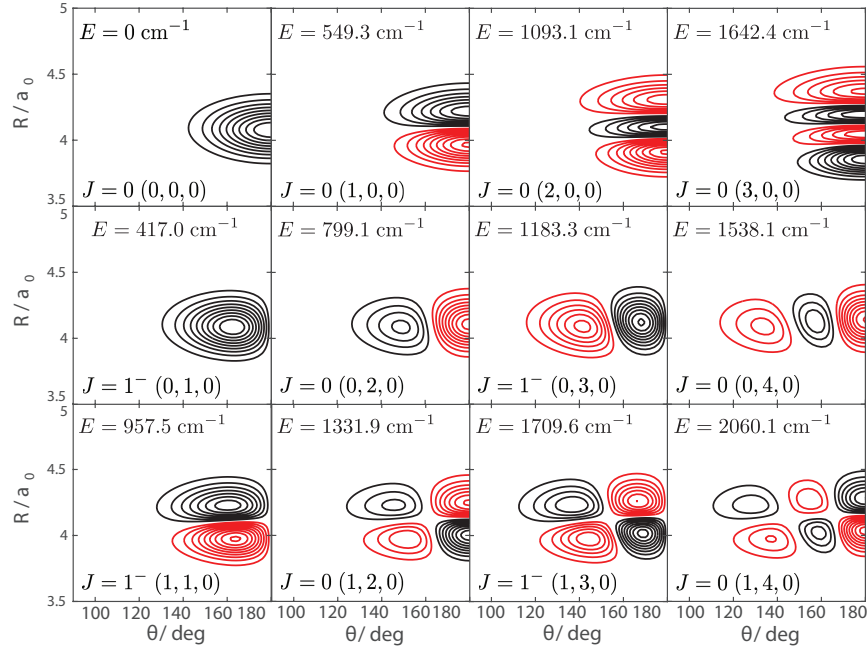 5
4.5
4
3.5
R / a0
E = 0 cm⁻¹
J = 0 (0, 0, 0)
E = 549.3 cm⁻¹
J = 0 (1, 0, 0)
E = 1093.1 cm⁻¹
J = 0 (2, 0, 0)
E = 1642.4 cm⁻¹
J = 0 (3, 0, 0)
5
4.5
4
3.5
R / a0
E = 417.0 cm⁻¹
J = 1⁻ (0, 1, 0)
E = 799.1 cm⁻¹
J = 0 (0, 2, 0)
E = 1183.3 cm⁻¹
J = 1⁻ (0, 3, 0)
E = 1538.1 cm⁻¹
J = 0 (0, 4, 0)
5
4.5
4
3.5
R / a0
E = 957.5 cm⁻¹
J = 1⁻ (1, 1, 0)
E = 1331.9 cm⁻¹
J = 0 (1, 2, 0)
E = 1709.6 cm⁻¹
J = 1⁻ (1, 3, 0)
E = 2060.1 cm⁻¹
J = 0 (1, 4, 0)
100 120 140 160 180
100 120 140 160 180
100 120 140 160 180
100 120 140 160 180
θ/ deg
θ/ deg
θ/ deg
θ/ deg